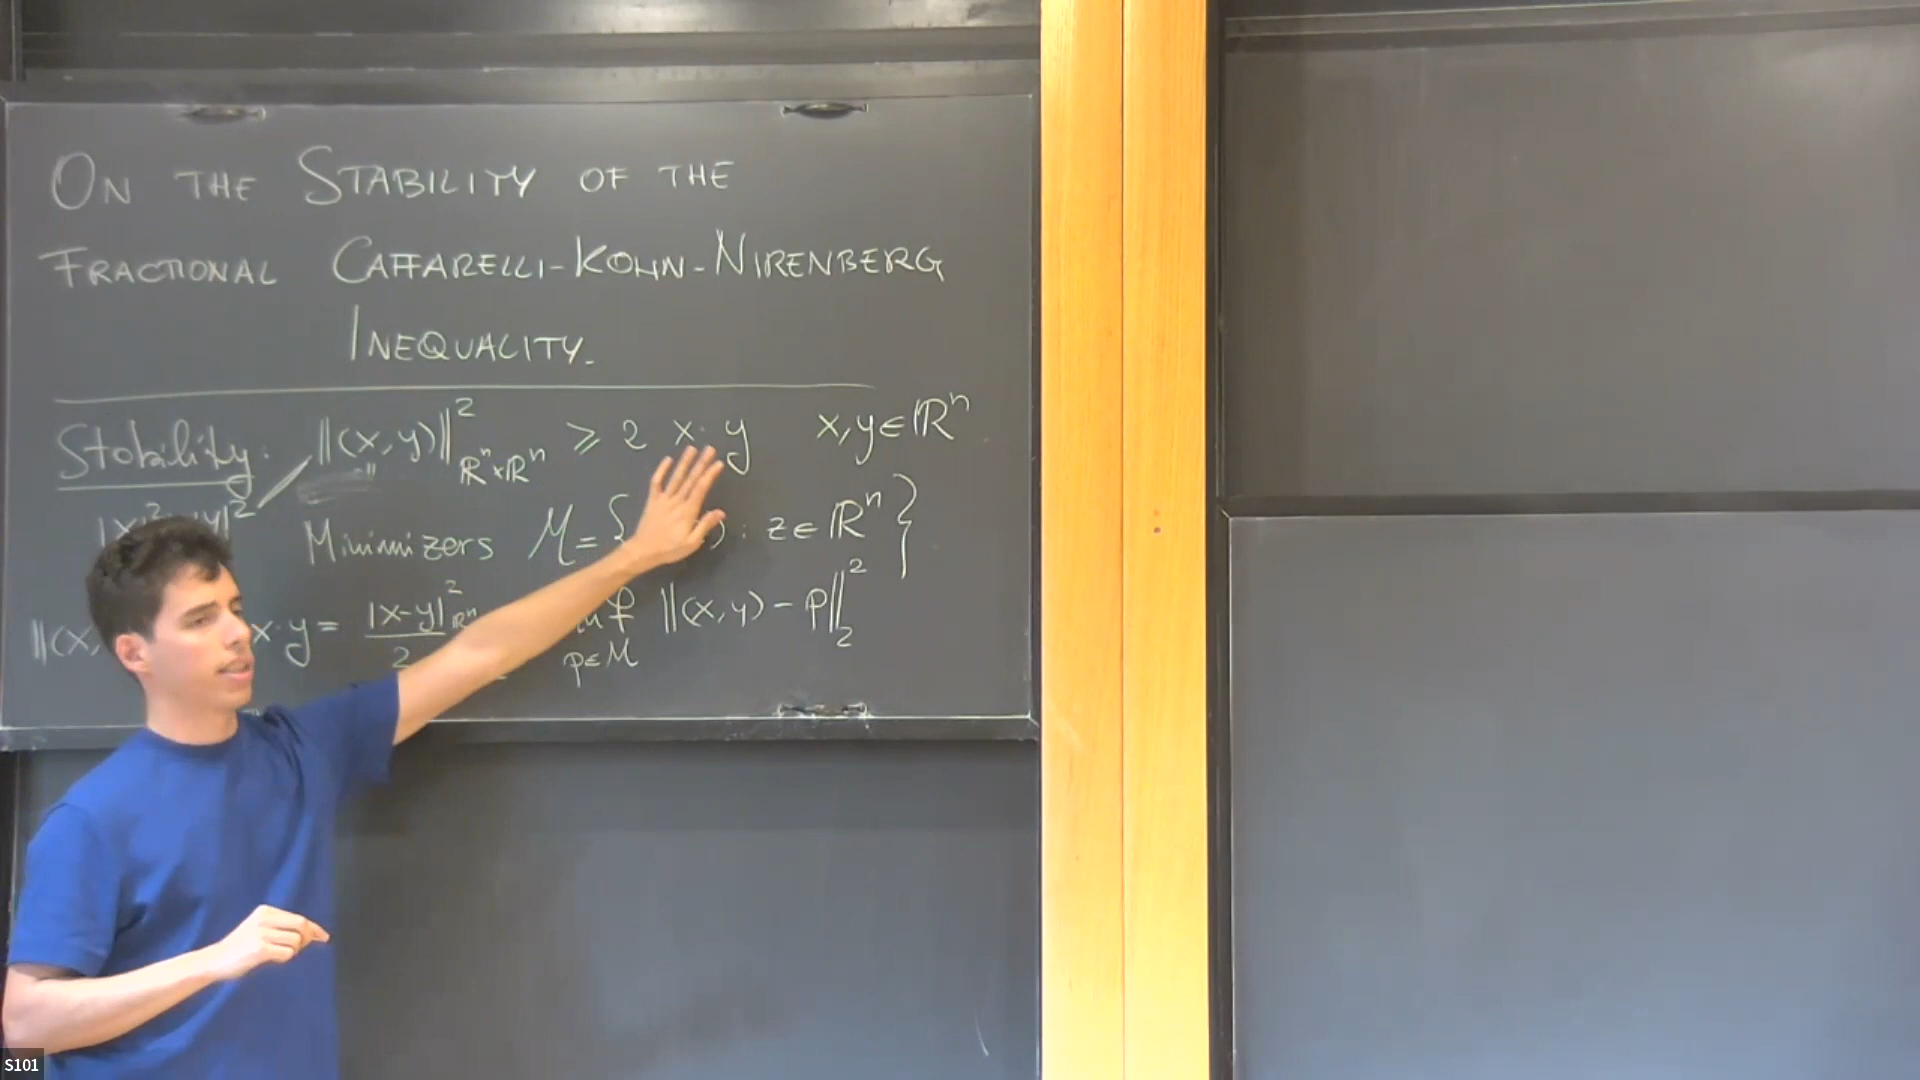 ON THE STABILITY OF THE
FRACTIONAL CAFFARELLI-KOHN-NIRENBERG
INEQUALITY.
Stability: ||(x,y)||²_{ℝⁿ×ℝⁿ} ≥ 2 x·y x,y∈ℝⁿ
Minimizers M={ : z∈ℝⁿ}
||(x, x·y = |x-y|²_{ℝⁿ}/2 inf_{p∈M} ||(x,y)-p||²_2
S101